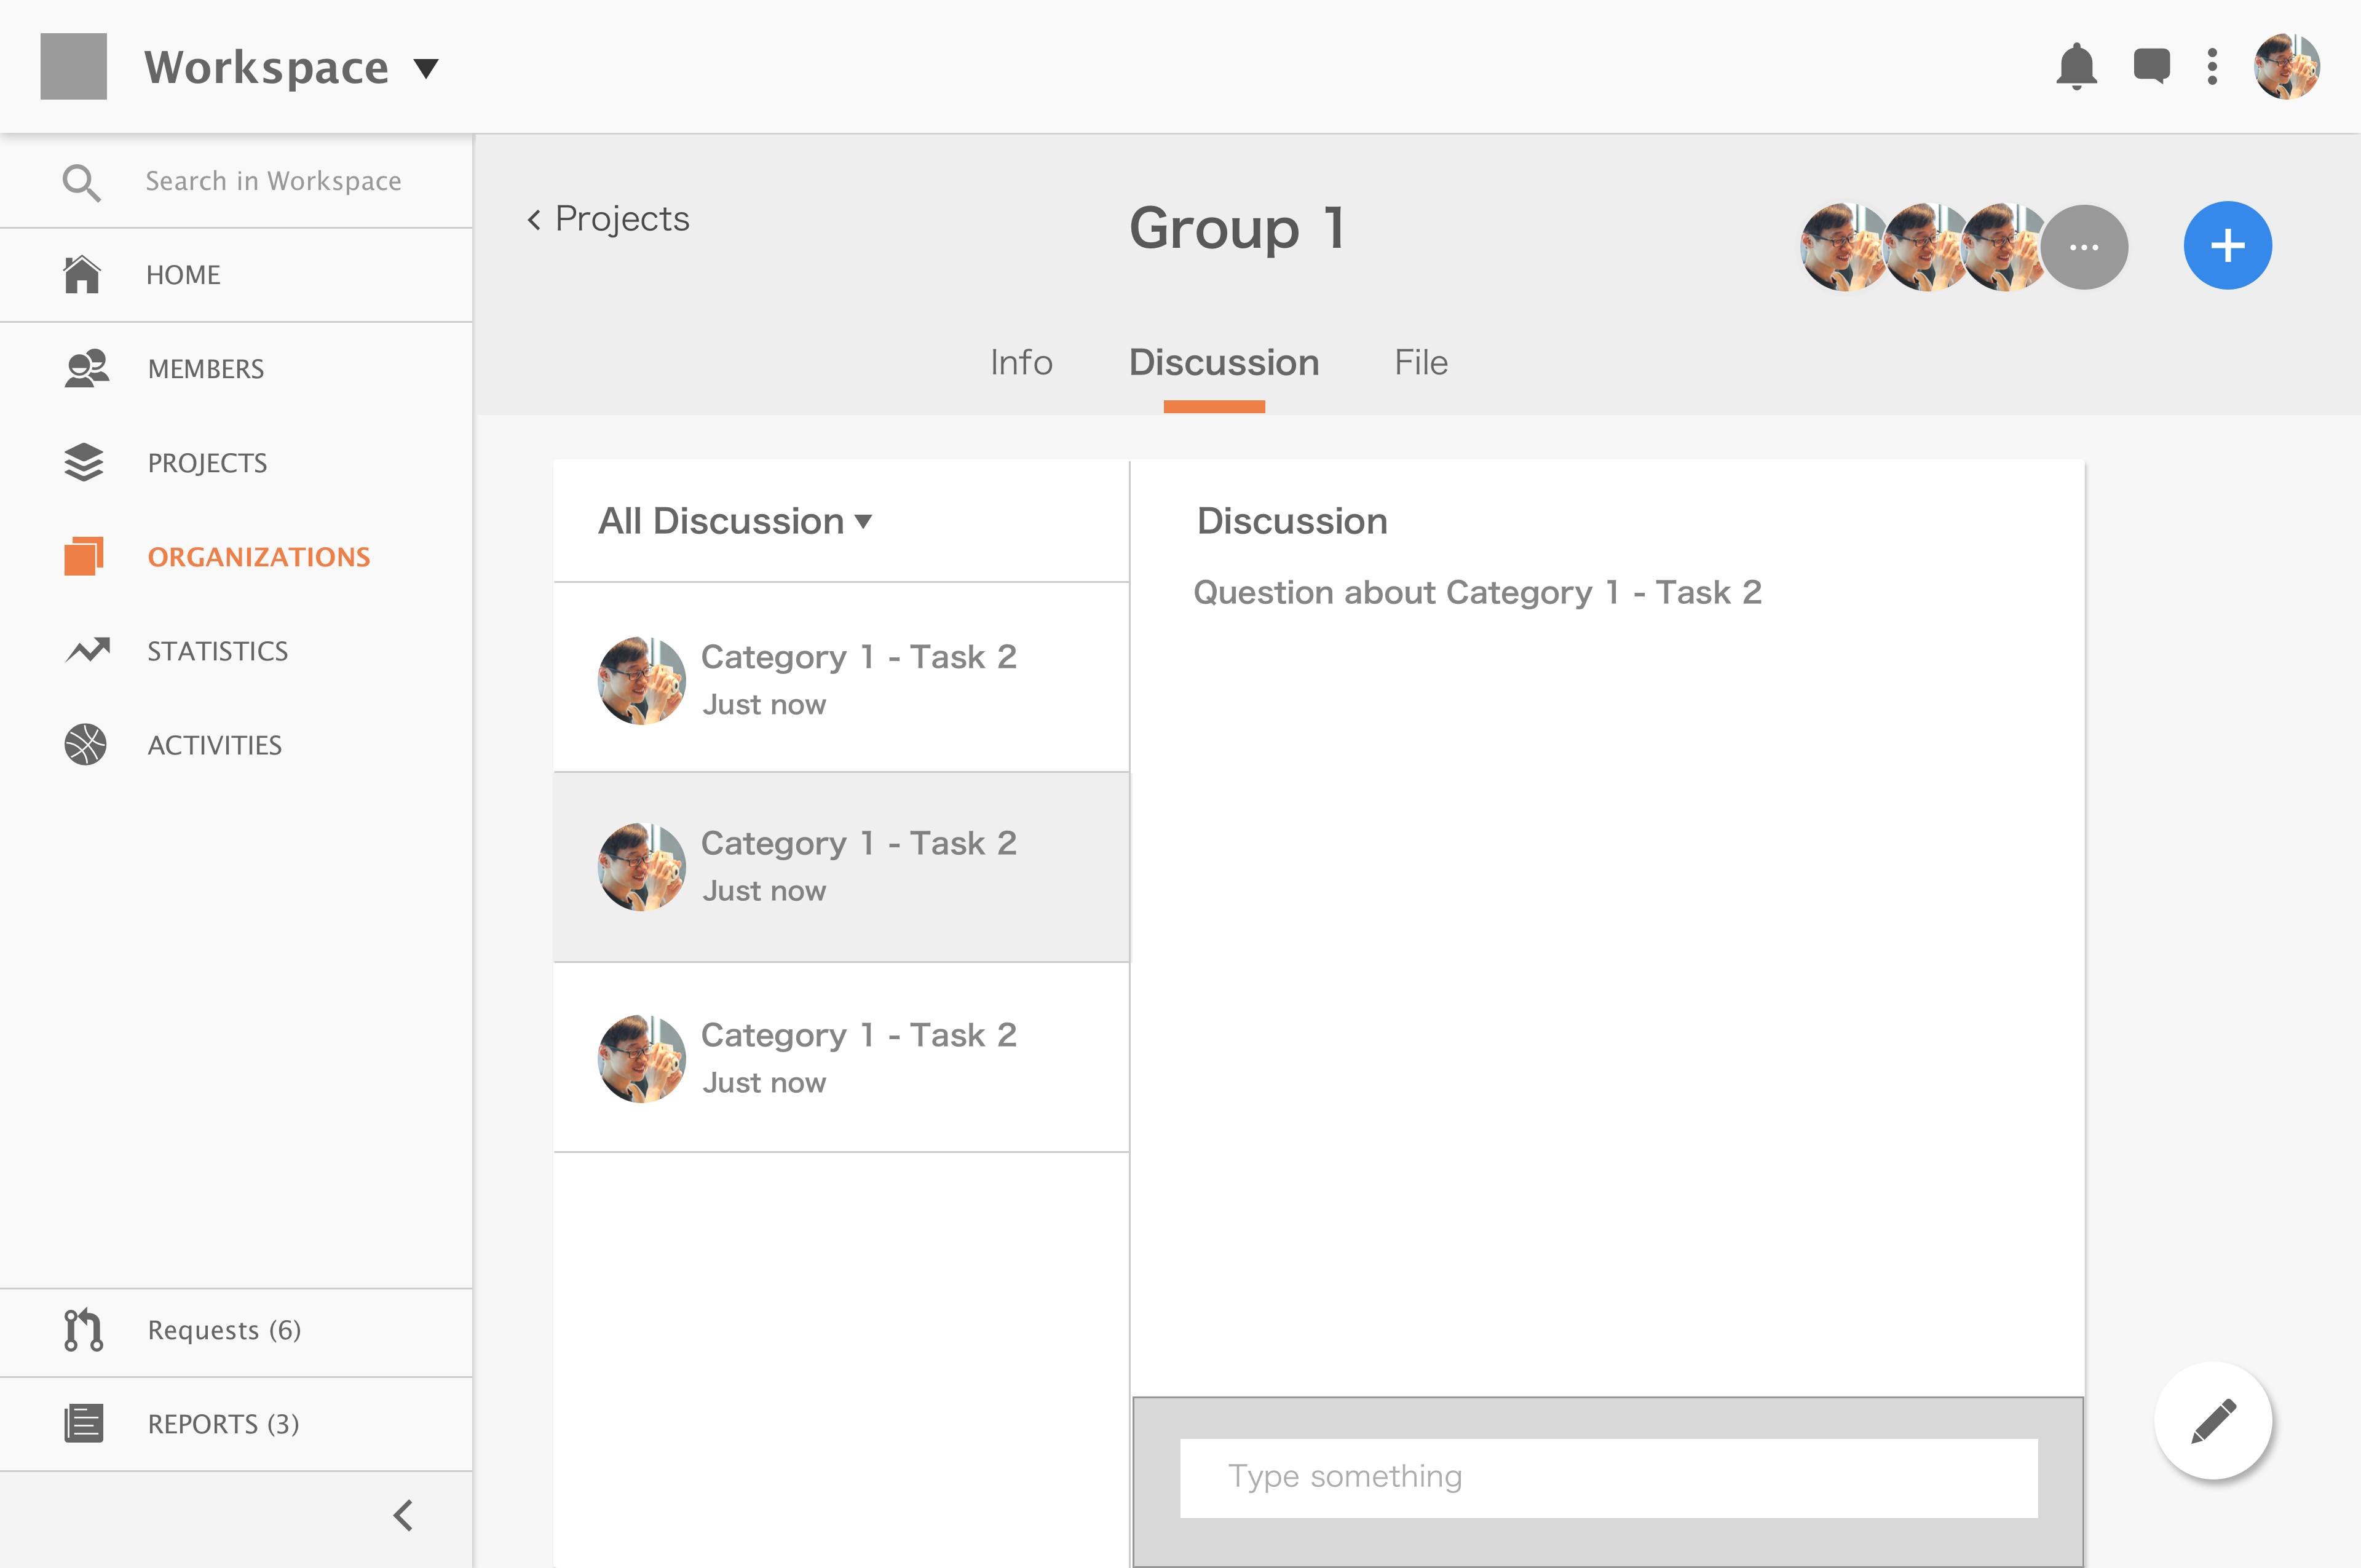 Workspace
Search in Workspace
HOME
MEMBERS
PROJECTS
ORGANIZATIONS
STATISTICS
ACTIVITIES
Requests (6)
REPORTS (3)
Projects
Group 1
Info
Discussion
File
All Discussion
Category 1 - Task 2
Just now
Category 1 - Task 2
Just now
Category 1 - Task 2
Just now
Discussion
Question about Category 1 - Task 2
Type something